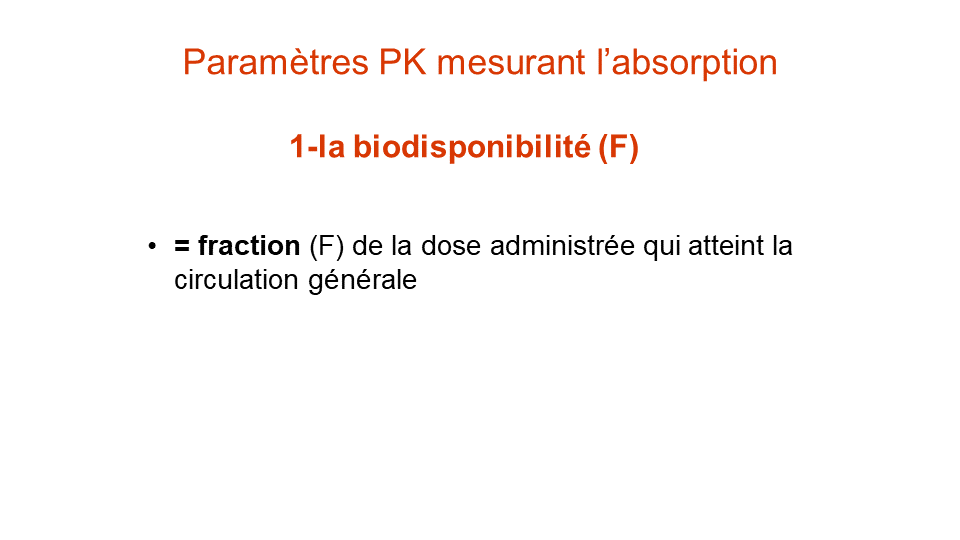 Paramètres PK mesurant l’absorption
1-la biodisponibilité (F)
• = fraction (F) de la dose administrée qui atteint la
circulation générale